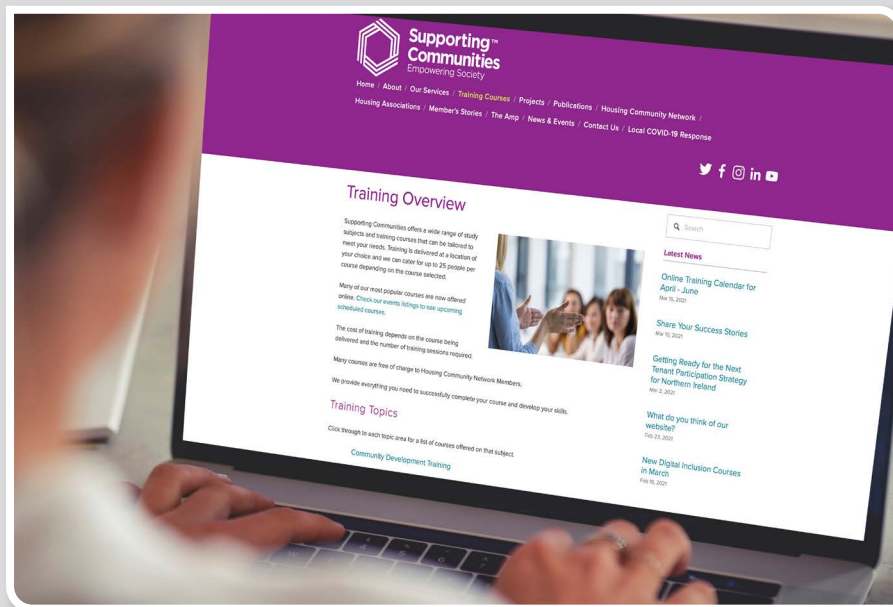 Supporting™
Communities
Empowering Society
Home / About / Our Services / Training Courses / Projects / Publications / Housing Community Network /
Housing Associations / Member's Stories / The Amp / News & Events / Contact Us / Local COVID-19 Response
Training Overview
Supporting Communities offers a wide range of study
subjects and training courses that can be tailored to
meet your needs. Training is delivered at a location of
your choice and we can cater for up to 25 people per
course depending on the course selected.
Many of our most popular courses are now offered
online. Check our events listings to see upcoming
scheduled courses.
The cost of training depends on the course being
delivered and the number of training sessions required.
Many courses are free of charge to Housing Community Network Members.
We provide everything you need to successfully complete your course and develop your skills.
Training Topics
Click through to each topic area for a list of courses offered on that subject.
Community Development Training
Search
Latest News
Online Training Calendar for
April - June
Mar 15, 2021
Share Your Success Stories
Mar 10, 2021
Getting Ready for the Next
Tenant Participation Strategy
for Northern Ireland
Mar 2, 2021
What do you think of our
website?
Feb 23, 2021
New Digital Inclusion Courses
in March
Feb 18, 2021